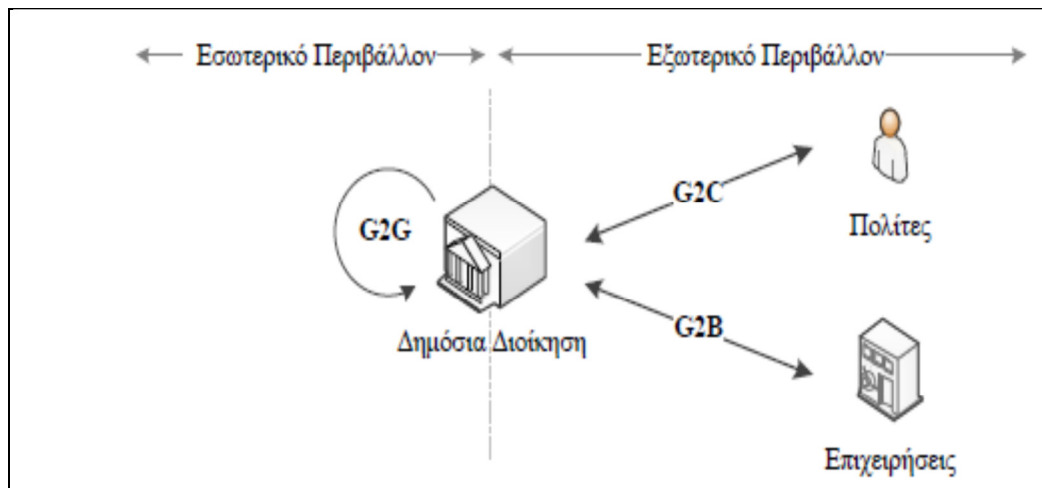 Εσωτερικό Περιβάλλον
Εξωτερικό Περιβάλλον
G2C
Πολίτες
G2G
Δημόσια Διοίκηση
G2B
Επιχειρήσεις